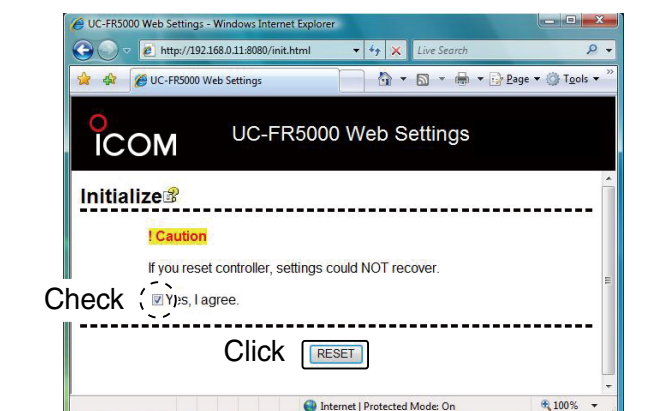 UC-FR5000 Web Settings - Windows Internet Explorer
http://192.168.0.11:8080/init.html
Live Search
UC-FR5000 Web Settings
Page
Tools
»
ICOM
UC-FR5000 Web Settings
Initialize
! Caution
If you reset controller, settings could NOT recover.
Check
Yes, I agree.
Click
RESET
Internet | Protected Mode: On
100%